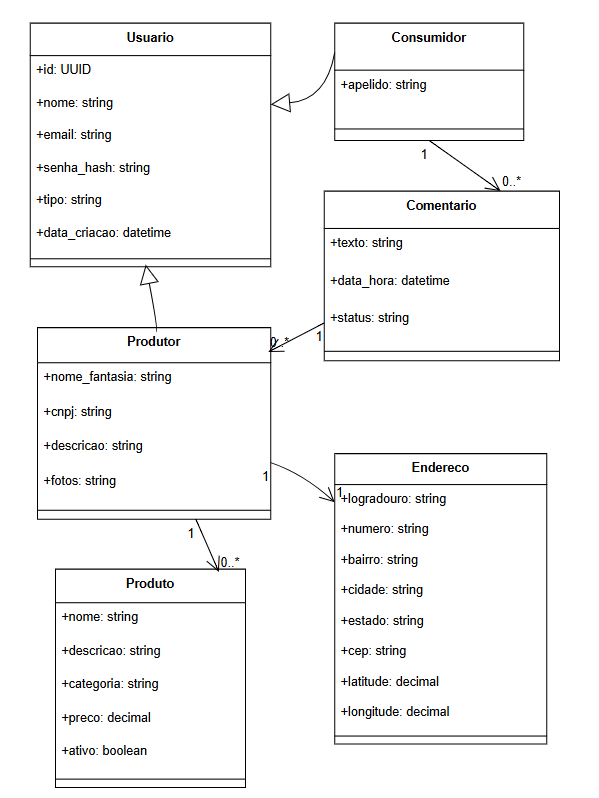 Usuario
+id: UUID
+nome: string
+email: string
+senha_hash: string
+tipo: string
+data_criacao: datetime
Consumidor
+apelido: string
1
0..*
Comentario
+texto: string
+data_hora: datetime
+status: string
1
0..*
Produtor
+nome_fantasia: string
+cnpj: string
+descricao: string
+fotos: string
1
1
Endereco
+logradouro: string
+numero: string
+bairro: string
+cidade: string
+estado: string
+cep: string
+latitude: decimal
+longitude: decimal
1
0..*
Produto
+nome: string
+descricao: string
+categoria: string
+preco: decimal
+ativo: boolean